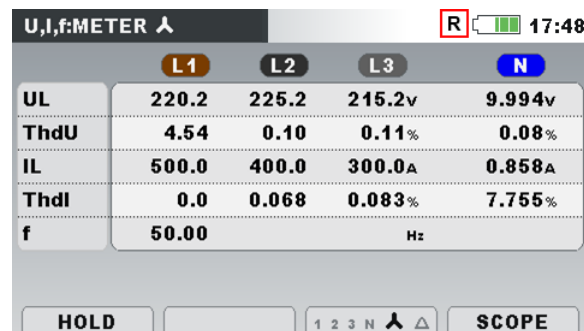 U,I,f:METER R 17:48
L1 L2 L3 N
UL 220.2 225.2 215.2v 9.994v
ThdU 4.54 0.10 0.11% 0.08%
IL 500.0 400.0 300.0A 0.858A
ThdI 0.0 0.068 0.083% 7.755%
f 50.00 Hz
HOLD 1 2 3 N △ SCOPE